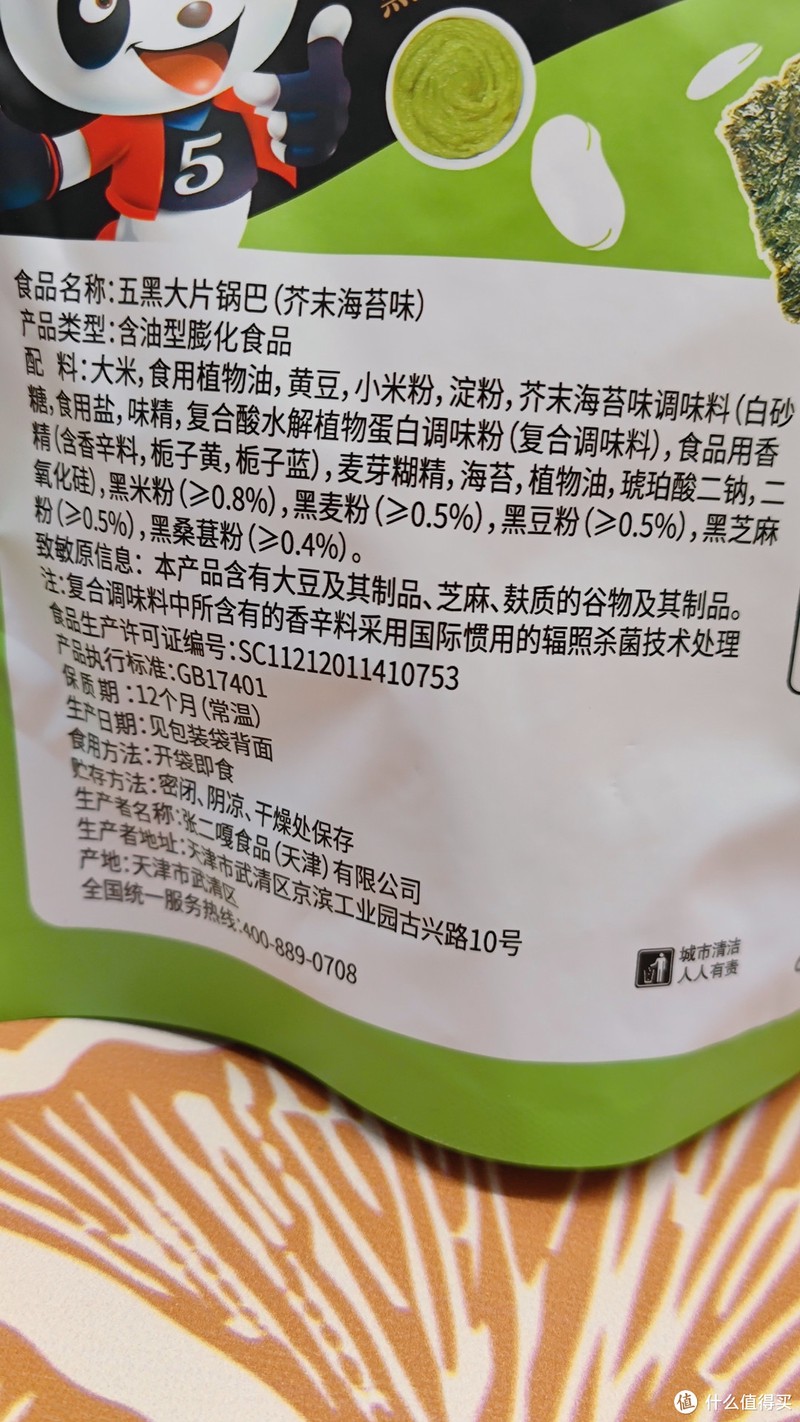 5
食品名称:五黑大片锅巴(芥末海苔味)
产品类型:含油型膨化食品
配 料:大米,食用植物油,黄豆,小米粉,淀粉,芥末海苔味调味料(白砂
糖,食用盐,味精,复合酸水解植物蛋白调味粉(复合调味料),食品用香
精(含香辛料,栀子黄,栀子蓝),麦芽糊精,海苔,植物油,琥珀酸二钠,二
氧化硅),黑米粉(≥0.8%),黑麦粉(≥0.5%),黑豆粉(≥0.5%),黑芝麻
粉(≥0.5%),黑桑葚粉(≥0.4%)。
致敏原信息：本产品含有大豆及其制品、芝麻、麸质的谷物及其制品。
注:复合调味料中所含有的香辛料采用国际惯用的辐照杀菌技术处理
食品生产许可证编号:SC11212011410753
产品执行标准:GB17401
保质期:12个月(常温)
生产日期:见包装袋背面
食用方法:开袋即食
贮存方法:密闭、阴凉、干燥处保存
生产者名称:张二嘎食品(天津)有限公司
生产者地址:天津市武清区京滨工业园古兴路10号
产地:天津市武清区
全国统一服务热线:400-889-0708
城市清洁
人人有责
值 什么值得买